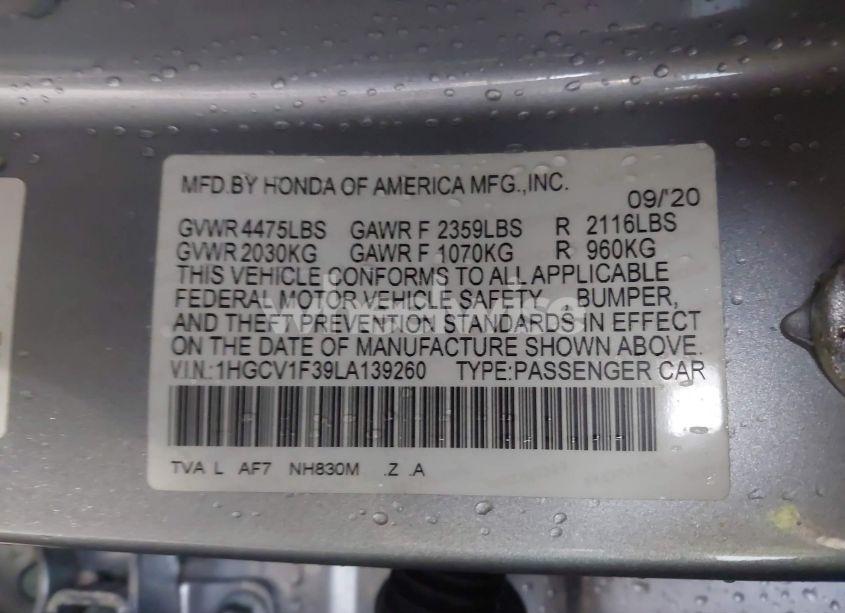 MFD.BY HONDA OF AMERICA MFG.,INC.
09/'20
GVWR 4475LBS GAWR F 2359LBS R 2116LBS
GVWR 2030KG GAWR F 1070KG R 960KG
THIS VEHICLE CONFORMS TO ALL APPLICABLE
FEDERAL MOTOR VEHICLE SAFETY, BUMPER,
AND THEFT PREVENTION STANDARDS IN EFFECT
ON THE DATE OF MANUFACTURE SHOWN ABOVE.
V.I.N.:1HGCV1F39LA139260 TYPE:PASSENGER CAR
TVA L AF7 NH830M .Z .A